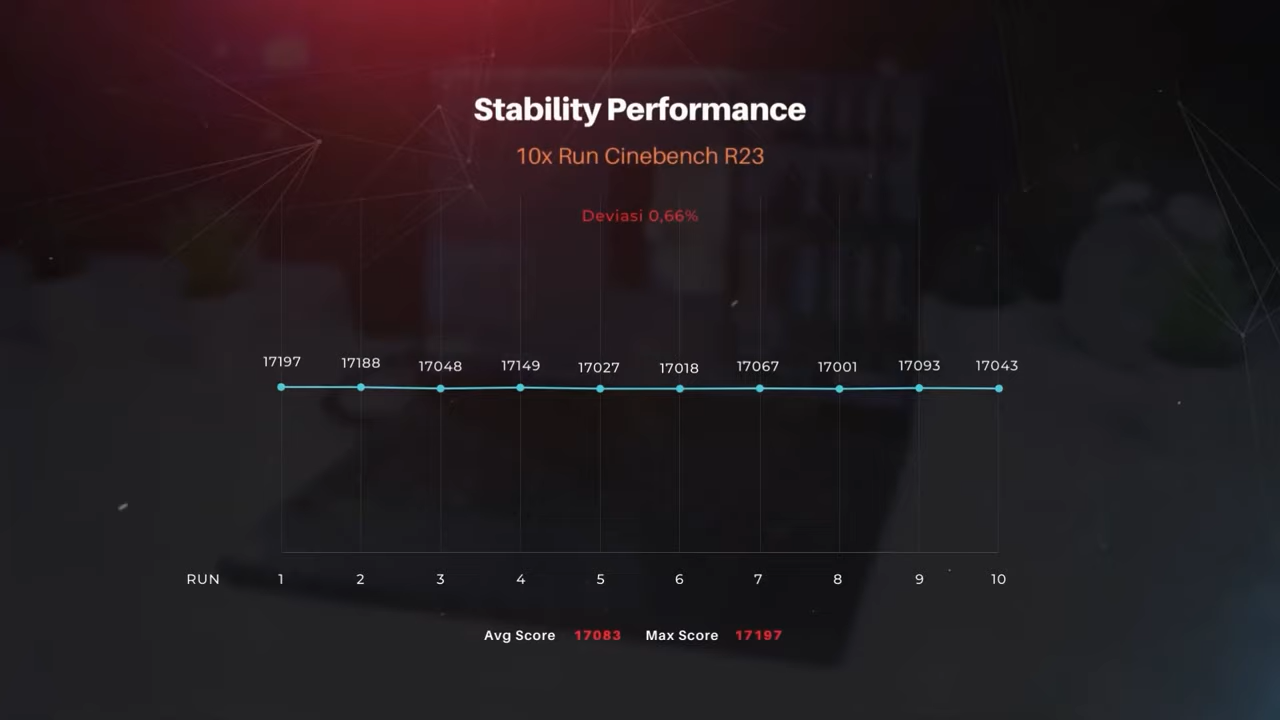 Stability Performance
10x Run Cinebench R23
Deviasi 0,66%
17197 17188 17048 17149 17027 17018 17067 17001 17093 17043
RUN 1 2 3 4 5 6 7 8 9 10
Avg Score 17083 Max Score 17197